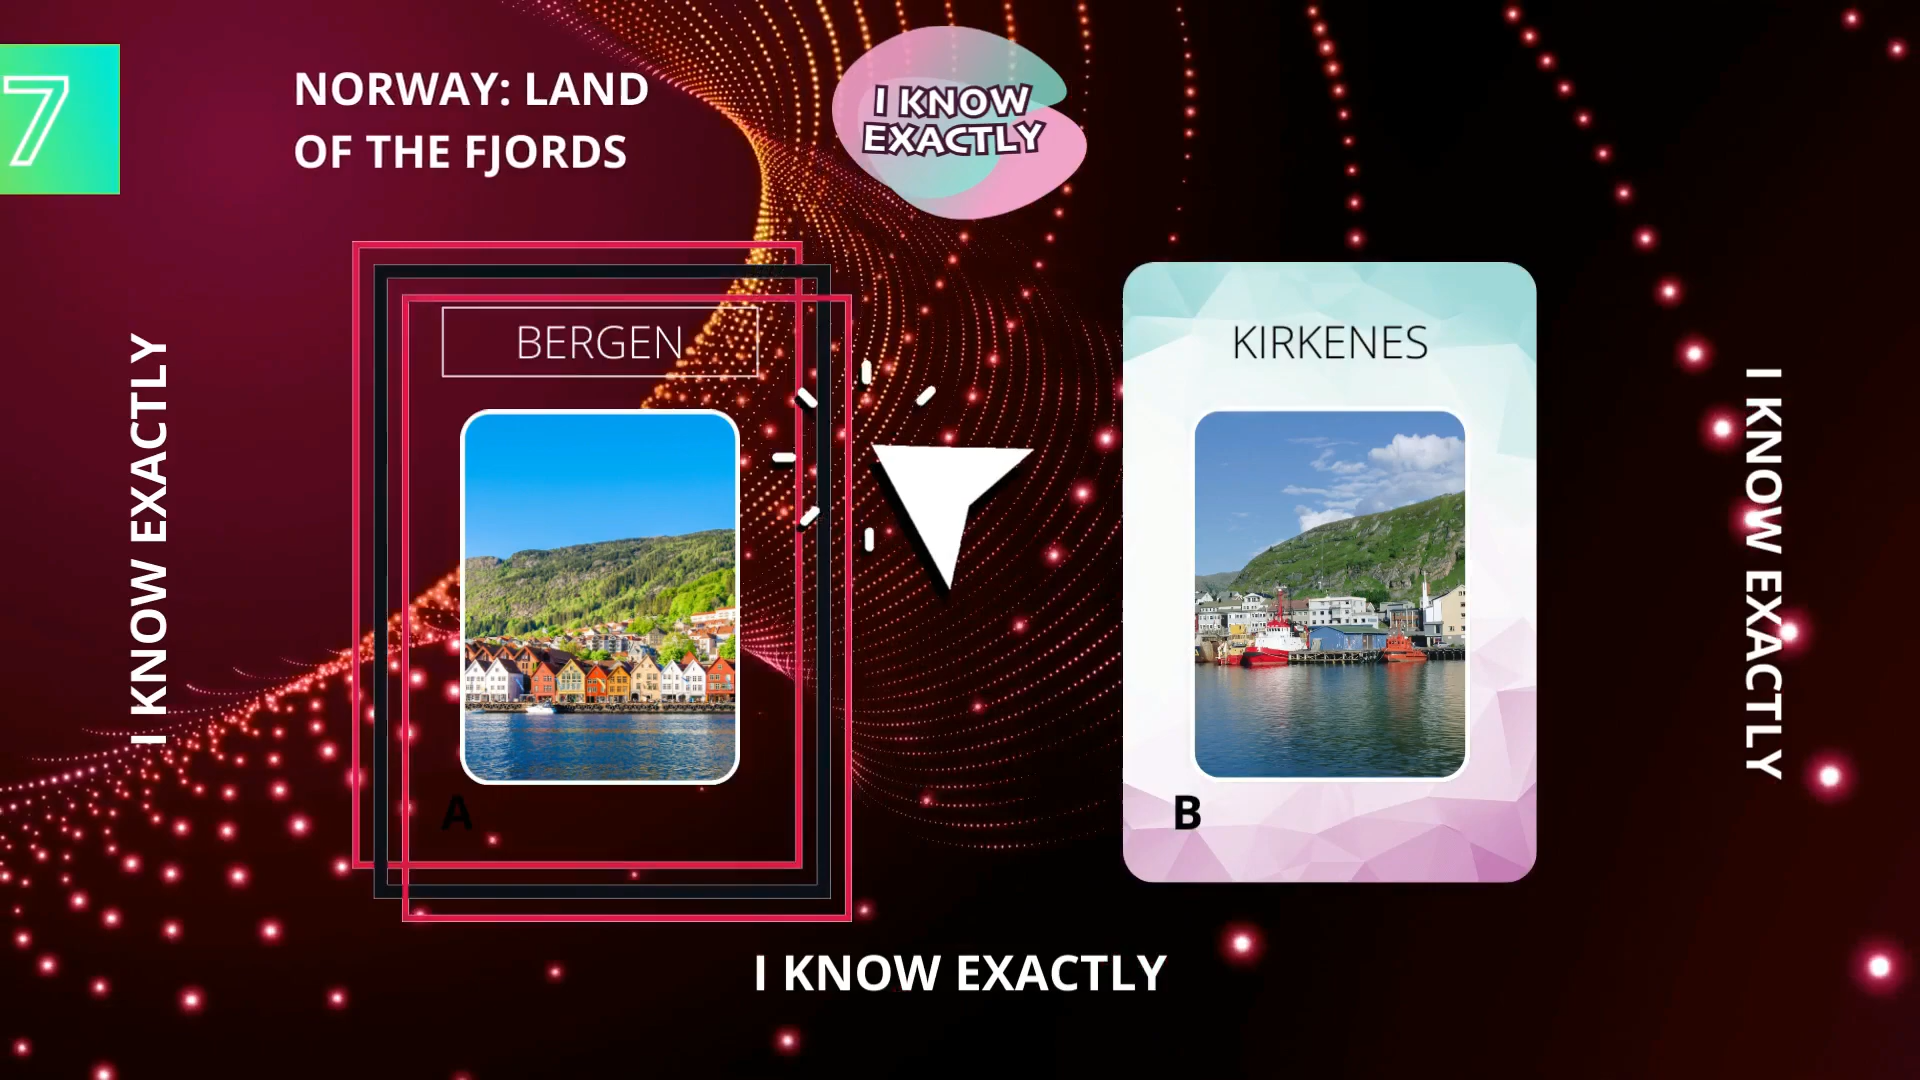 7
NORWAY: LAND
OF THE FJORDS
I KNOW
EXACTLY
I KNOW EXACTLY
BERGEN
A
KIRKENES
B
I KNOW EXACTLY
I KNOW EXACTLY